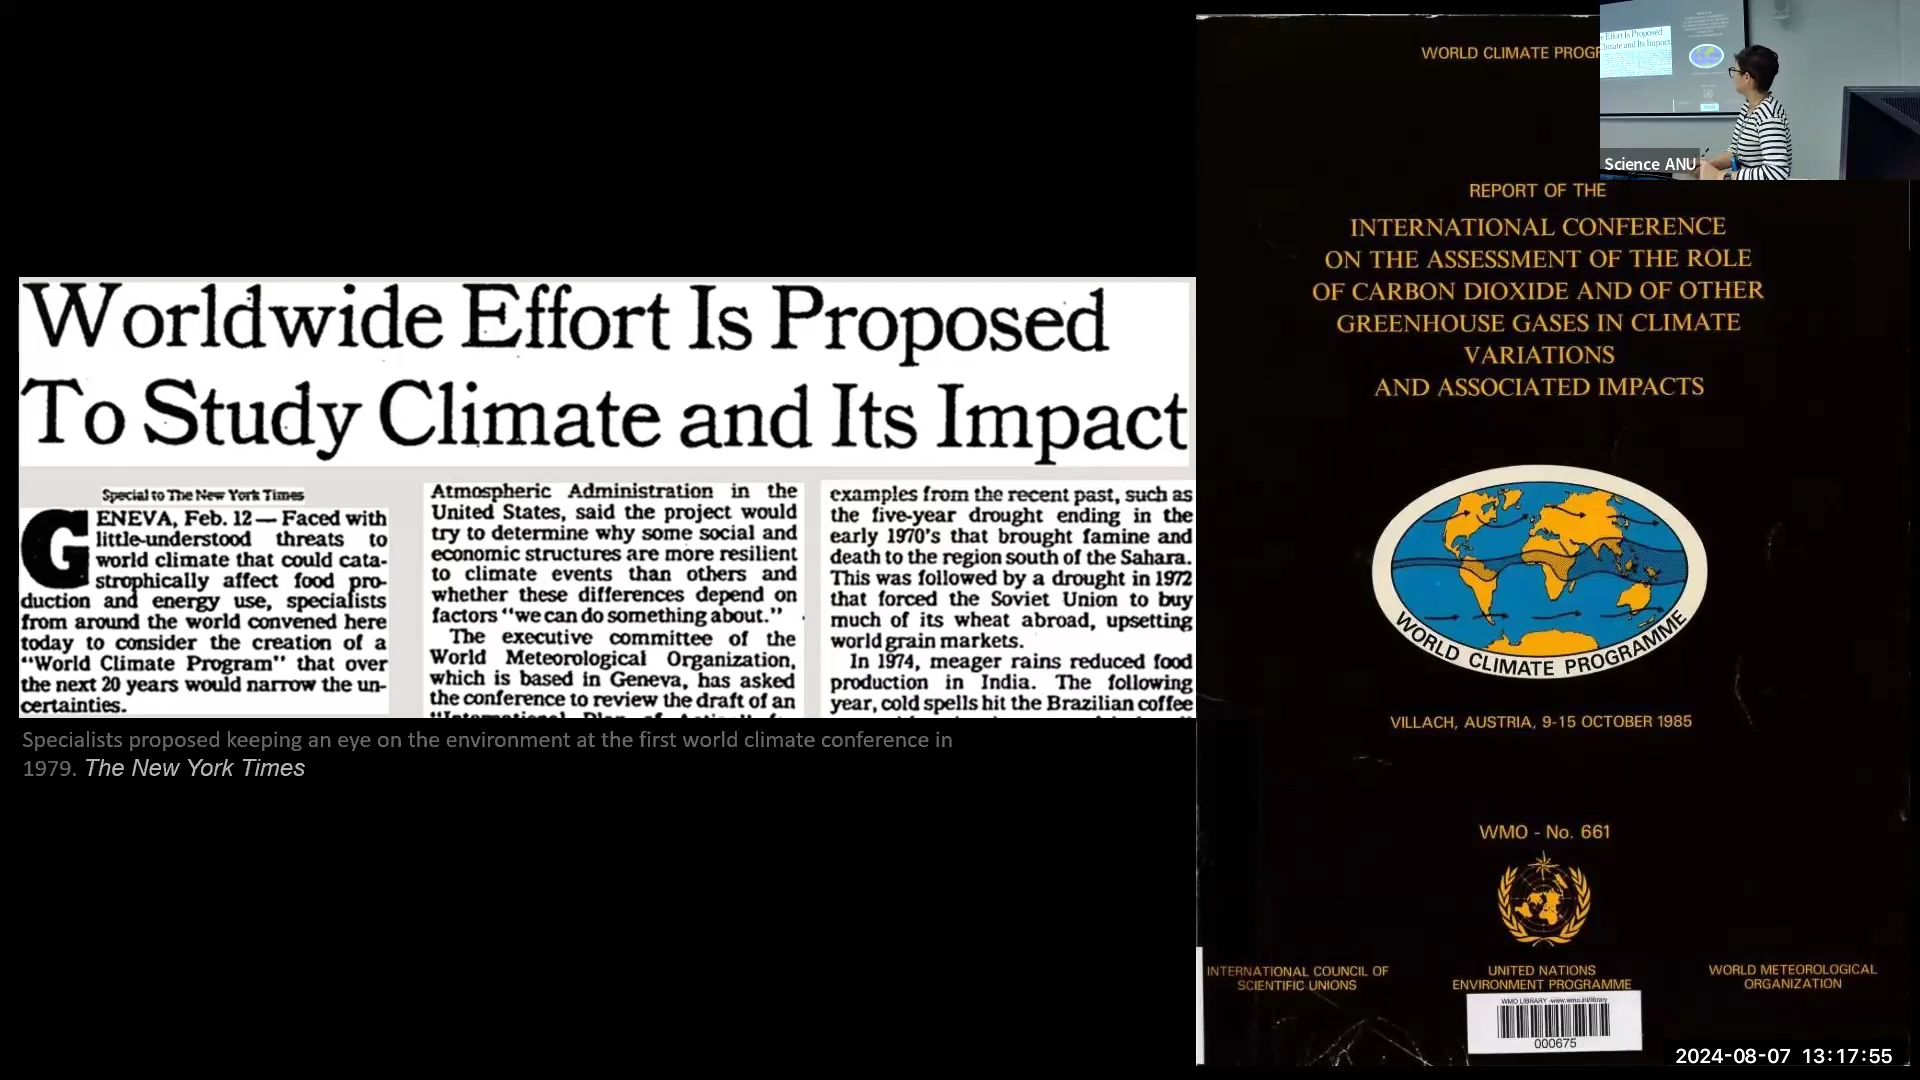 Worldwide Effort Is Proposed
To Study Climate and Its Impact
Special to The New York Times
GENEVA, Feb. 12 — Faced with
little-understood threats to
world climate that could cata-
strophically affect food pro-
duction and energy use, specialists
from around the world convened here
today to consider the creation of a
“World Climate Program” that over
the next 20 years would narrow the un-
certainties.
Atmospheric Administration in the
United States, said the project would
try to determine why some social and
economic structures are more resilient
to climate events than others and
whether these differences depend on
factors “we can do something about.”
The executive committee of the
World Meteorological Organization,
which is based in Geneva, has asked
the conference to review the draft of an
examples from the recent past, such as
the five-year drought ending in the
early 1970's that brought famine and
death to the region south of the Sahara.
This was followed by a drought in 1972
that forced the Soviet Union to buy
much of its wheat abroad, upsetting
world grain markets.
In 1974, meager rains reduced food
production in India. The following
year, cold spells hit the Brazilian coffee
Specialists proposed keeping an eye on the environment at the first world climate conference in
1979. The New York Times
WORLD CLIMATE PROG
REPORT OF THE
INTERNATIONAL CONFERENCE
ON THE ASSESSMENT OF THE ROLE
OF CARBON DIOXIDE AND OF OTHER
GREENHOUSE GASES IN CLIMATE
VARIATIONS
AND ASSOCIATED IMPACTS
WORLD CLIMATE PROGRAMME
VILLACH, AUSTRIA, 9-15 OCTOBER 1985
WMO - No. 661
INTERNATIONAL COUNCIL OF
SCIENTIFIC UNIONS
UNITED NATIONS
ENVIRONMENT PROGRAMME
WORLD METEOROLOGICAL
ORGANIZATION
WMO LIBRARY -www.wmo.int/library
000675
e Effort Is Proposed
Climate and Its Impact
Science ANU
2024-08-07 13:17:55